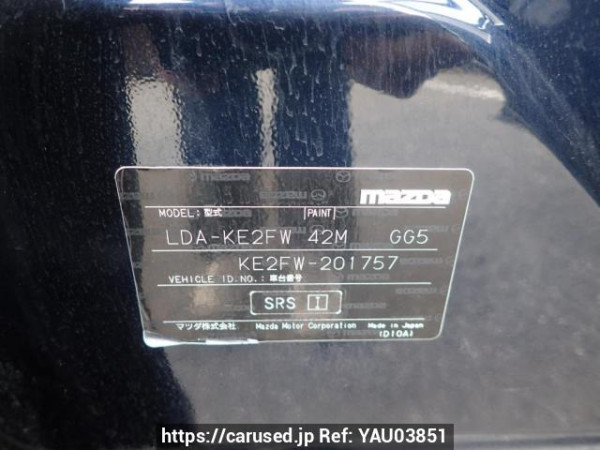 mazda
MODEL:型式 PAINT
LDA-KE2FW 42M GG5
KE2FW-201757
VEHICLE ID.NO.:車台番号
SRS I
マツダ株式会社 Mazda Motor Corporation Made in Japan
(D10A)
https://carused.jp Ref: YAU03851